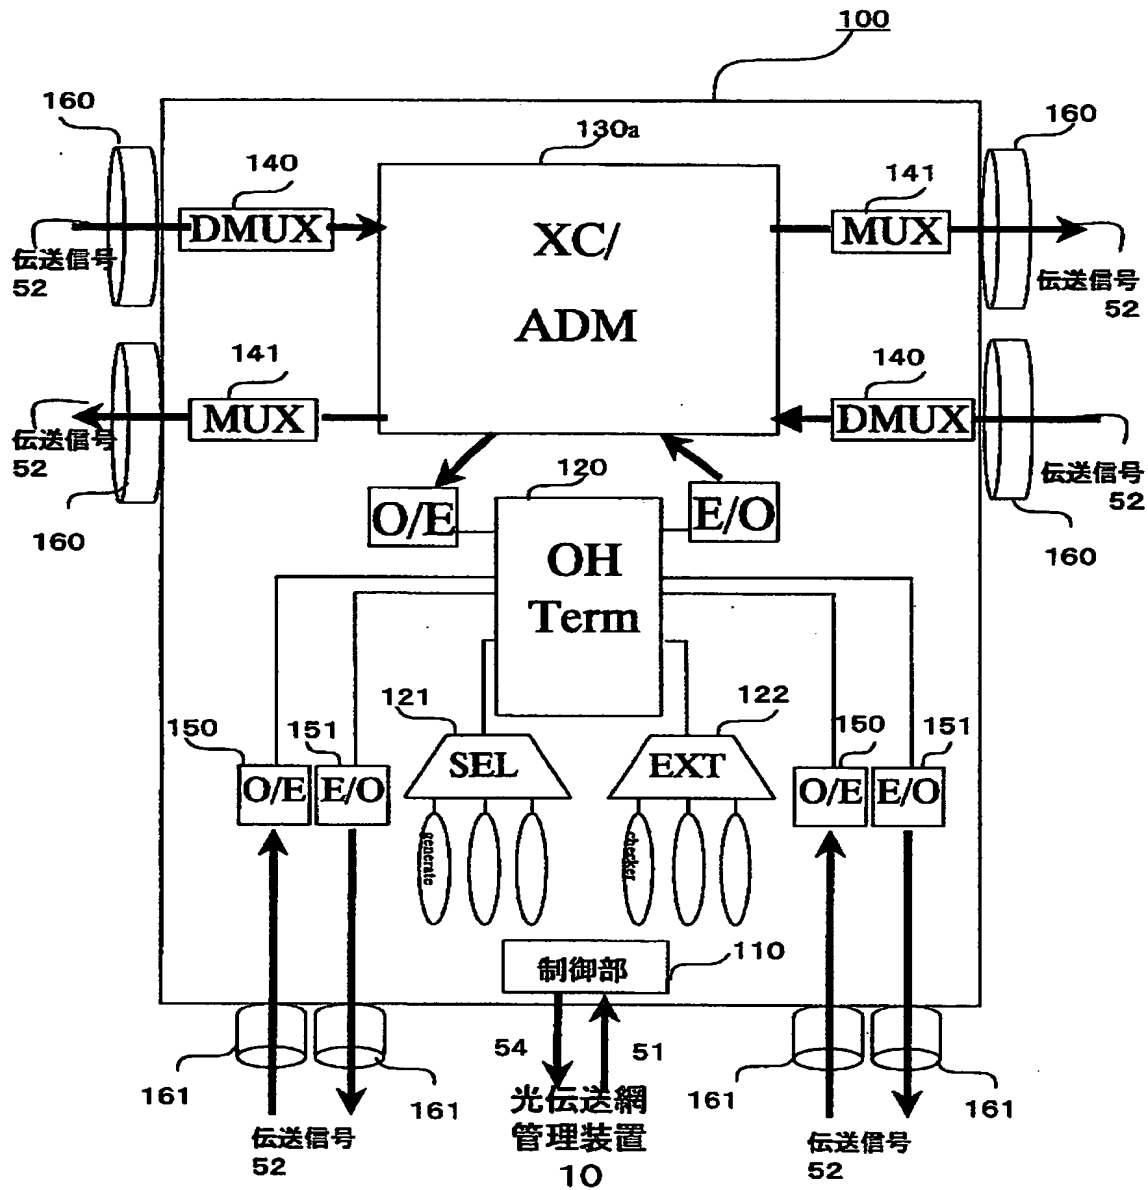 100
160
130a
160
140
141
DMUX
XC/
ADM
MUX
伝送信号
52
伝送信号
52
141
140
MUX
DMUX
伝送信号
52
伝送信号
52
160
160
120
O/E
E/O
OH
Term
121
122
150
151
150
151
SEL
EXT
O/E
E/O
O/E
E/O
generate
checker
110
制御部
54
51
161
161
161
161
光伝送網
管理装置
10
伝送信号
52
伝送信号
52